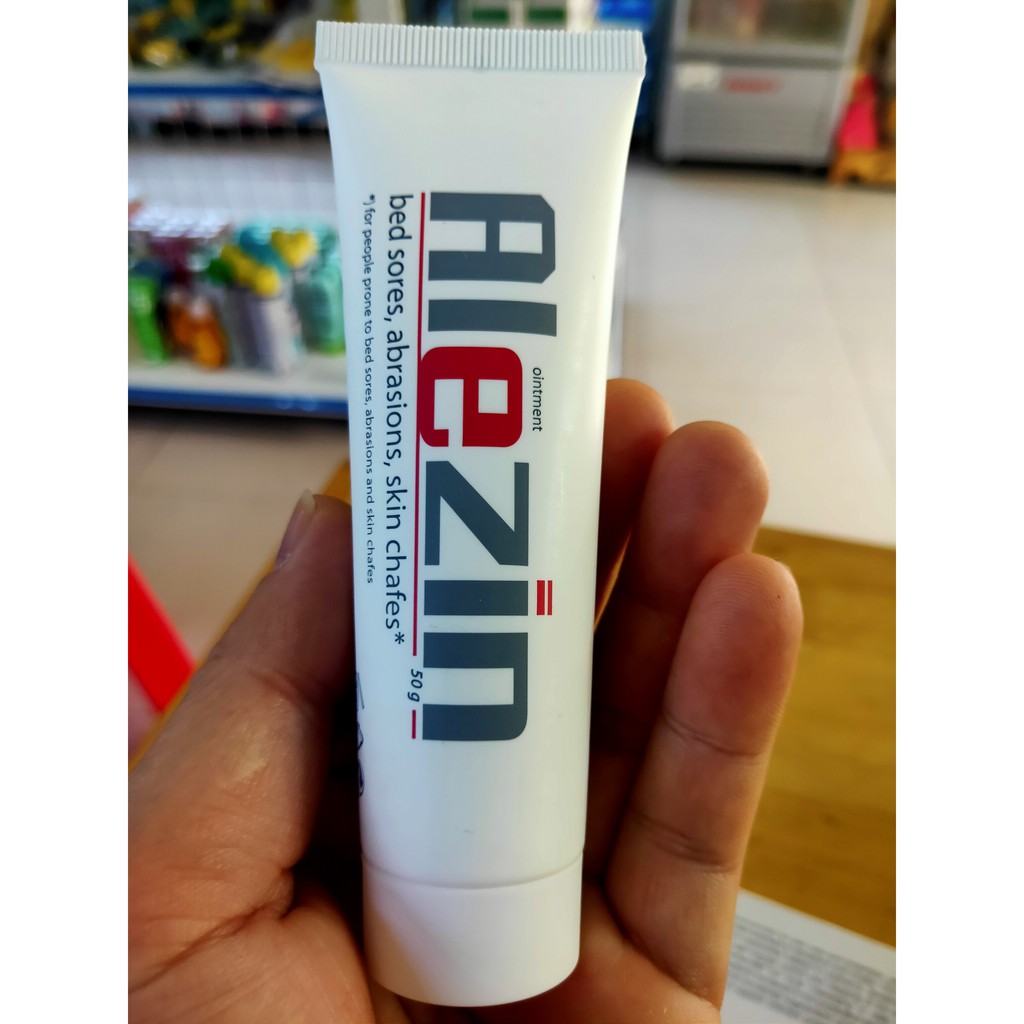 Alezin
ointment
bed sores, abrasions, skin chafes*
50 g
*) for people prone to bed sores, abrasions and skin chafes